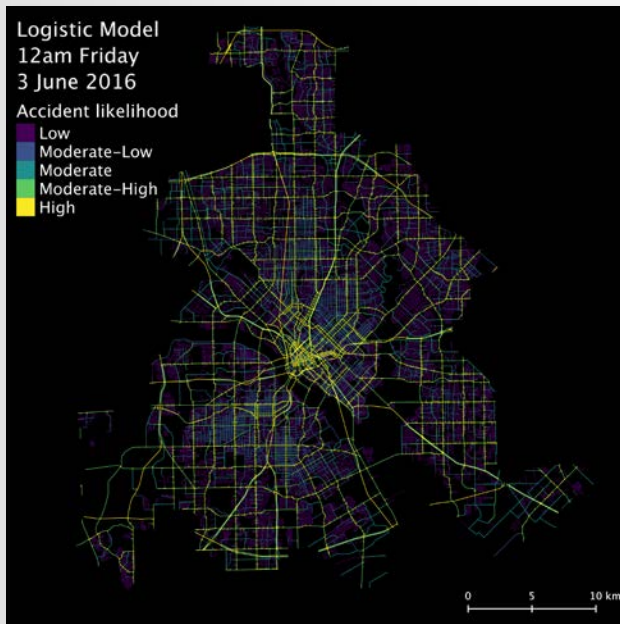 Logistic Model
12am Friday
3 June 2016
Accident likelihood
Low
Moderate-Low
Moderate
Moderate-High
High
0 5 10 km